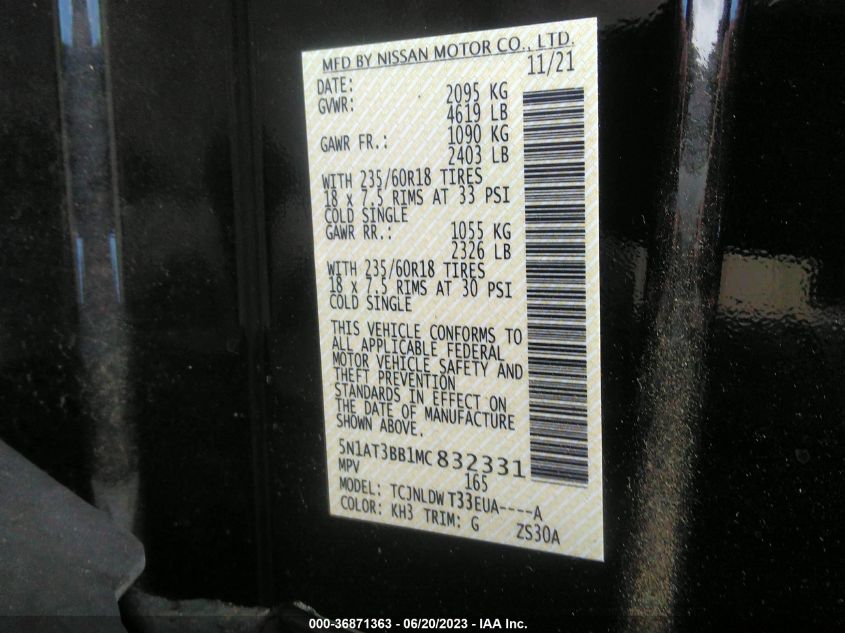 MFD BY NISSAN MOTOR CO., LTD.
DATE: 11/21
GVWR: 2095 KG
4619 LB
GAWR FR.: 1090 KG
2403 LB
WITH 235/60R18 TIRES
18 x 7.5 RIMS AT 33 PSI
COLD SINGLE
GAWR RR.: 1055 KG
2326 LB
WITH 235/60R18 TIRES
18 x 7.5 RIMS AT 30 PSI
COLD SINGLE
THIS VEHICLE CONFORMS TO
ALL APPLICABLE FEDERAL
MOTOR VEHICLE SAFETY AND
THEFT PREVENTION
STANDARDS IN EFFECT ON
THE DATE OF MANUFACTURE
SHOWN ABOVE.
5N1AT3BB1MC832331
MPV 165
MODEL: TCJNLDW T33EUA----A
COLOR: KH3 TRIM: G ZS30A
000-36871363 - 06/20/2023 - IAA Inc.